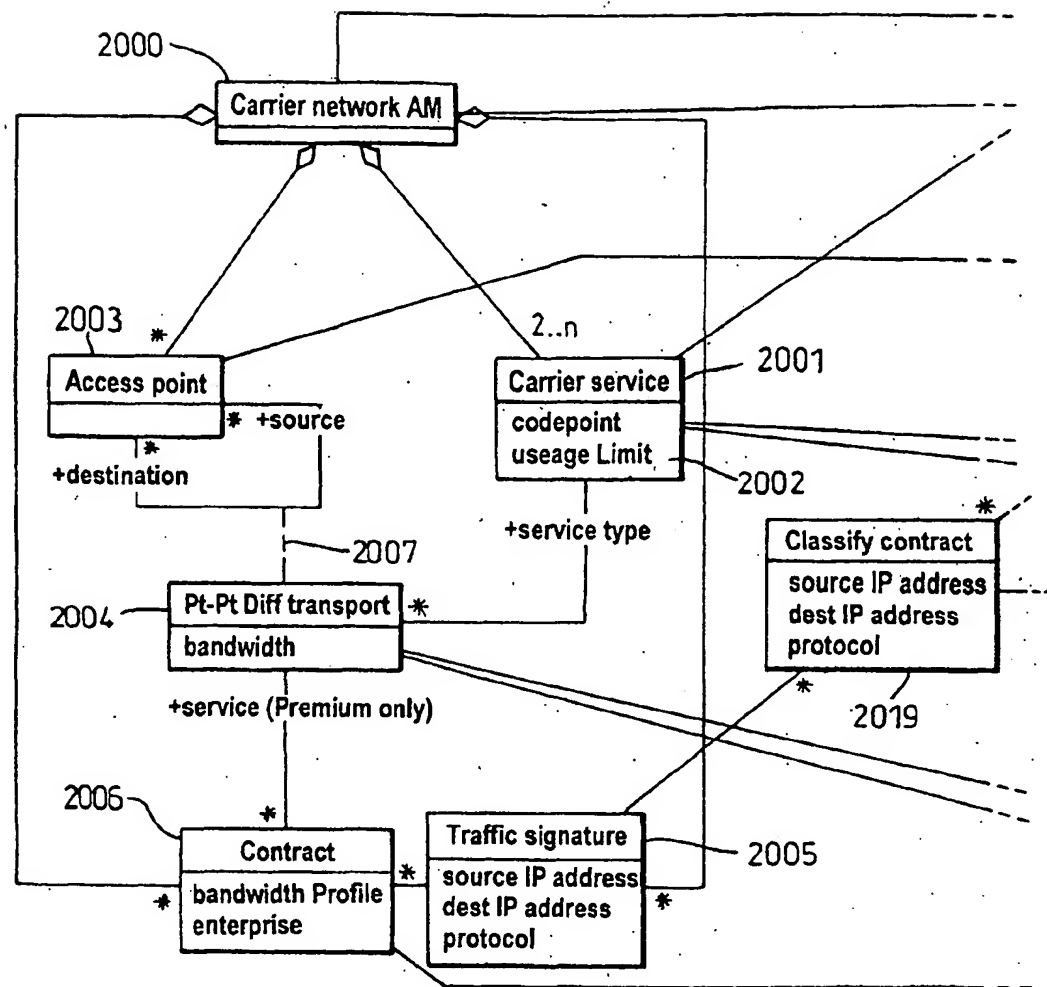 2000
Carrier network AM
2003
*
2..n
Access point
2001
Carrier service
* +source
codepoint
useage Limit
*
+destination
2002
*
+service type
2007
Classify contract
2004
Pt-Pt Diff transport
*
source IP address
dest IP address
protocol
bandwidth
+service (Premium only)
*
2019
2006
*
Traffic signature
2005
Contract
source IP address
dest IP address
protocol
*
*
*
bandwidth Profile
enterprise